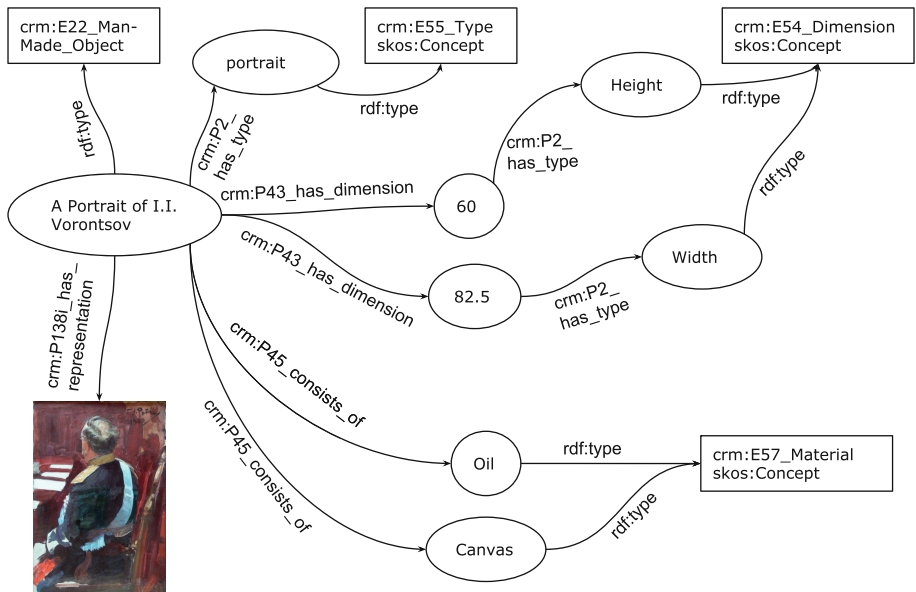 crm:E22_Man-
Made_Object
portrait
crm:E55_Type
skos:Concept
crm:E54_Dimension
skos:Concept
Height
rdf:type
rdf:type
rdf:type
crm:P2_
has_type
crm:P2_
has_type
rdf:type
A Portrait of I.I.
Vorontsov
crm:P43_has_dimension
60
crm:P43_has_dimension
82.5
crm:P2_
has_type
Width
crm:P138i_has_
representation
crm:P45_consists_of
crm:P45_consists_of
Oil
rdf:type
crm:E57_Material
skos:Concept
rdf:type
Canvas